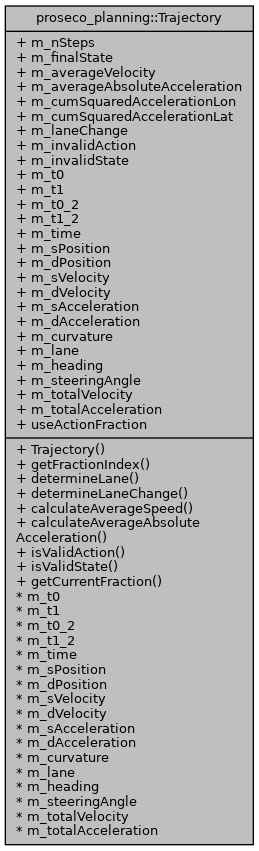 proseco_planning::Trajectory
+ m_nSteps
+ m_finalState
+ m_averageVelocity
+ m_averageAbsoluteAcceleration
+ m_cumSquaredAccelerationLon
+ m_cumSquaredAccelerationLat
+ m_laneChange
+ m_invalidAction
+ m_invalidState
+ m_t0
+ m_t1
+ m_t0_2
+ m_t1_2
+ m_time
+ m_sPosition
+ m_dPosition
+ m_sVelocity
+ m_dVelocity
+ m_sAcceleration
+ m_dAcceleration
+ m_curvature
+ m_lane
+ m_heading
+ m_steeringAngle
+ m_totalVelocity
+ m_totalAcceleration
+ useActionFraction
+ Trajectory()
+ getFractionIndex()
+ determineLane()
+ determineLaneChange()
+ calculateAverageSpeed()
+ calculateAverageAbsolute
Acceleration()
+ isValidAction()
+ isValidState()
+ getCurrentFraction()
* m_t0
* m_t1
* m_t0_2
* m_t1_2
* m_time
* m_sPosition
* m_dPosition
* m_sVelocity
* m_dVelocity
* m_sAcceleration
* m_dAcceleration
* m_curvature
* m_lane
* m_heading
* m_steeringAngle
* m_totalVelocity
* m_totalAcceleration